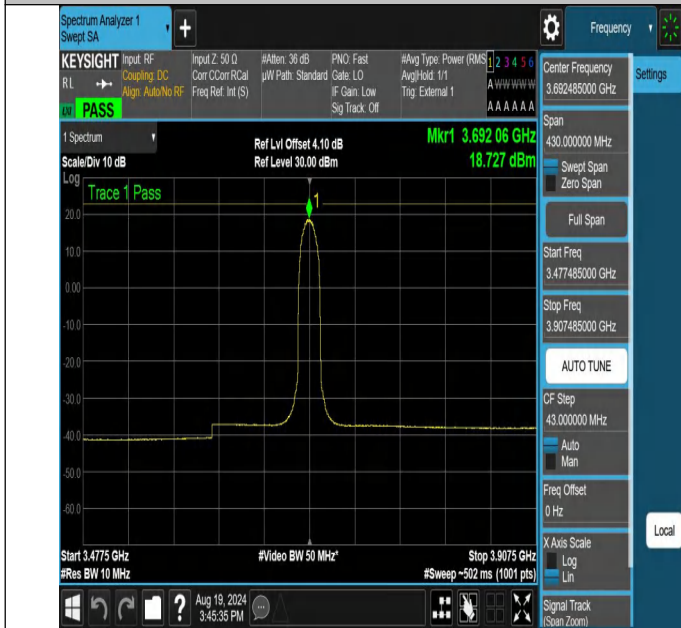 Spectrum Analyzer 1
Swept SA
+
Frequency
KEYSIGHT
RL
PASS
Input: RF
Coupling: DC
Align: Auto/No RF
Input Z: 50 Ω
Corr CCorr RCal
Freq Ref: Int (S)
#Atten: 36 dB
µW Path: Standard
PNO: Fast
Gate: LO
IF Gain: Low
Sig Track: Off
#Avg Type: Power (RMS
Avg|Hold: 1/1
Trig: External 1
1 2 3 4 5 6
A W W W W W
A A A A A A
1 Spectrum
Scale/Div 10 dB
Log
Ref Lvl Offset 4.10 dB
Ref Level 30.00 dBm
Mkr1 3.692 06 GHz
18.727 dBm
Trace 1 Pass
1
20.0
10.0
0.00
-10.0
-20.0
-30.0
-40.0
-50.0
-60.0
Start 3.4775 GHz
#Res BW 10 MHz
#Video BW 50 MHz*
Stop 3.9075 GHz
#Sweep ~502 ms (1001 pts)
?
Aug 19, 2024
3:45:35 PM
Center Frequency
3.692485000 GHz
Settings
Span
430.000000 MHz
Swept Span
Zero Span
Full Span
Start Freq
3.477485000 GHz
Stop Freq
3.907485000 GHz
AUTO TUNE
CF Step
43.000000 MHz
Auto
Man
Freq Offset
0 Hz
Local
X Axis Scale
Log
Lin
Signal Track
(Span Zoom)